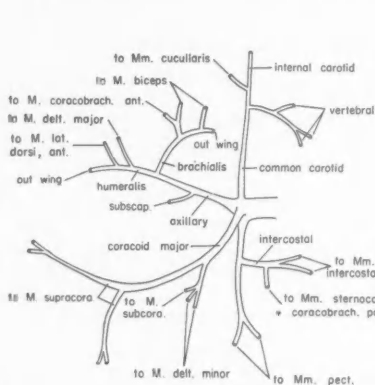 to Mm. cucullaris
internal carotid
to M. biceps
to M. coracobrach. ant.
vertebral
to M. delt. major
to M. lat.
dorsi, ant.
out wing
out wing
brachialis
common carotid
humeralis
subscap.
axillary
coracoid major
intercostal
to Mm.
intercosta
to M. supracora.
to M.
subcora.
to Mm. sternoco
coracobrach. po
to M. delt. minor
to Mm. pect.